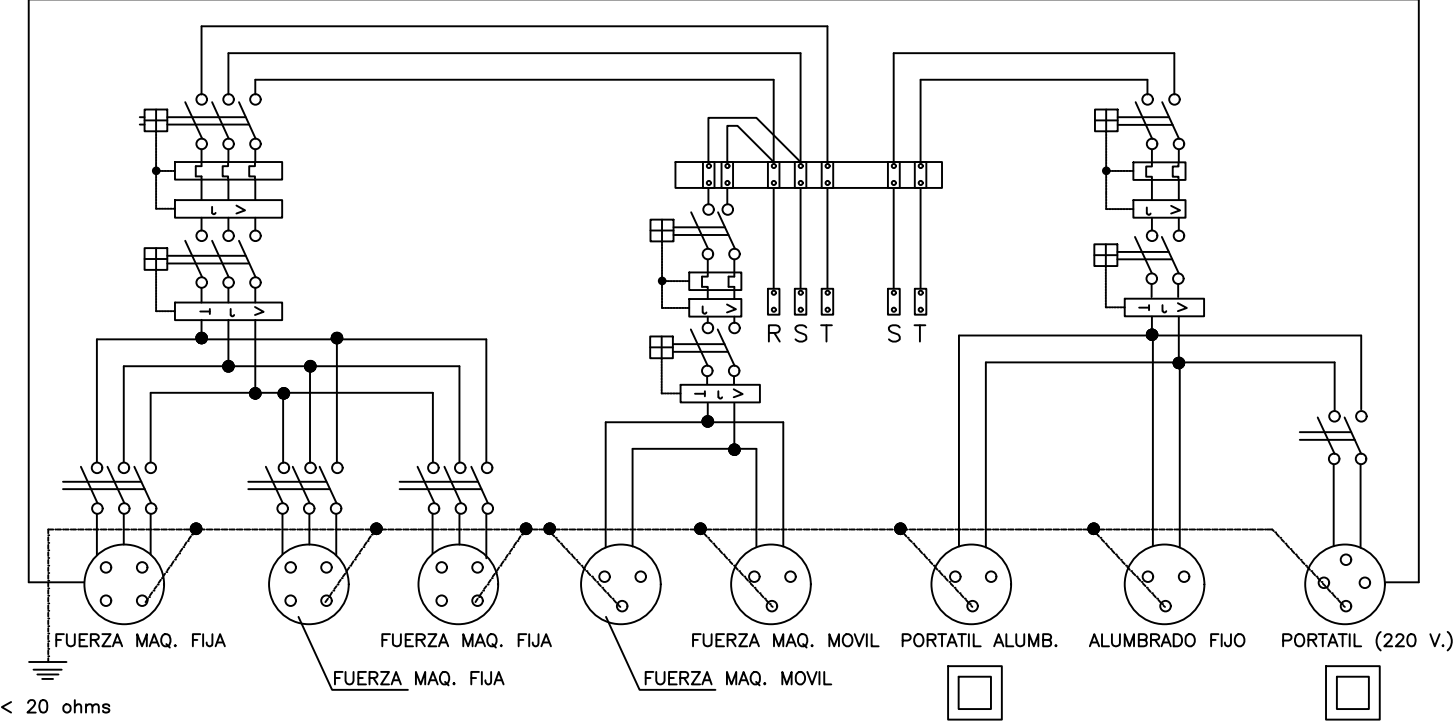 R S T S T
FUERZA MAQ. FIJA FUERZA MAQ. FIJA FUERZA MAQ. MOVIL PORTATIL ALUMB. ALUMBRADO FIJO PORTATIL (220 V.)
FUERZA MAQ. FIJA FUERZA MAQ. MOVIL
< 20 ohms